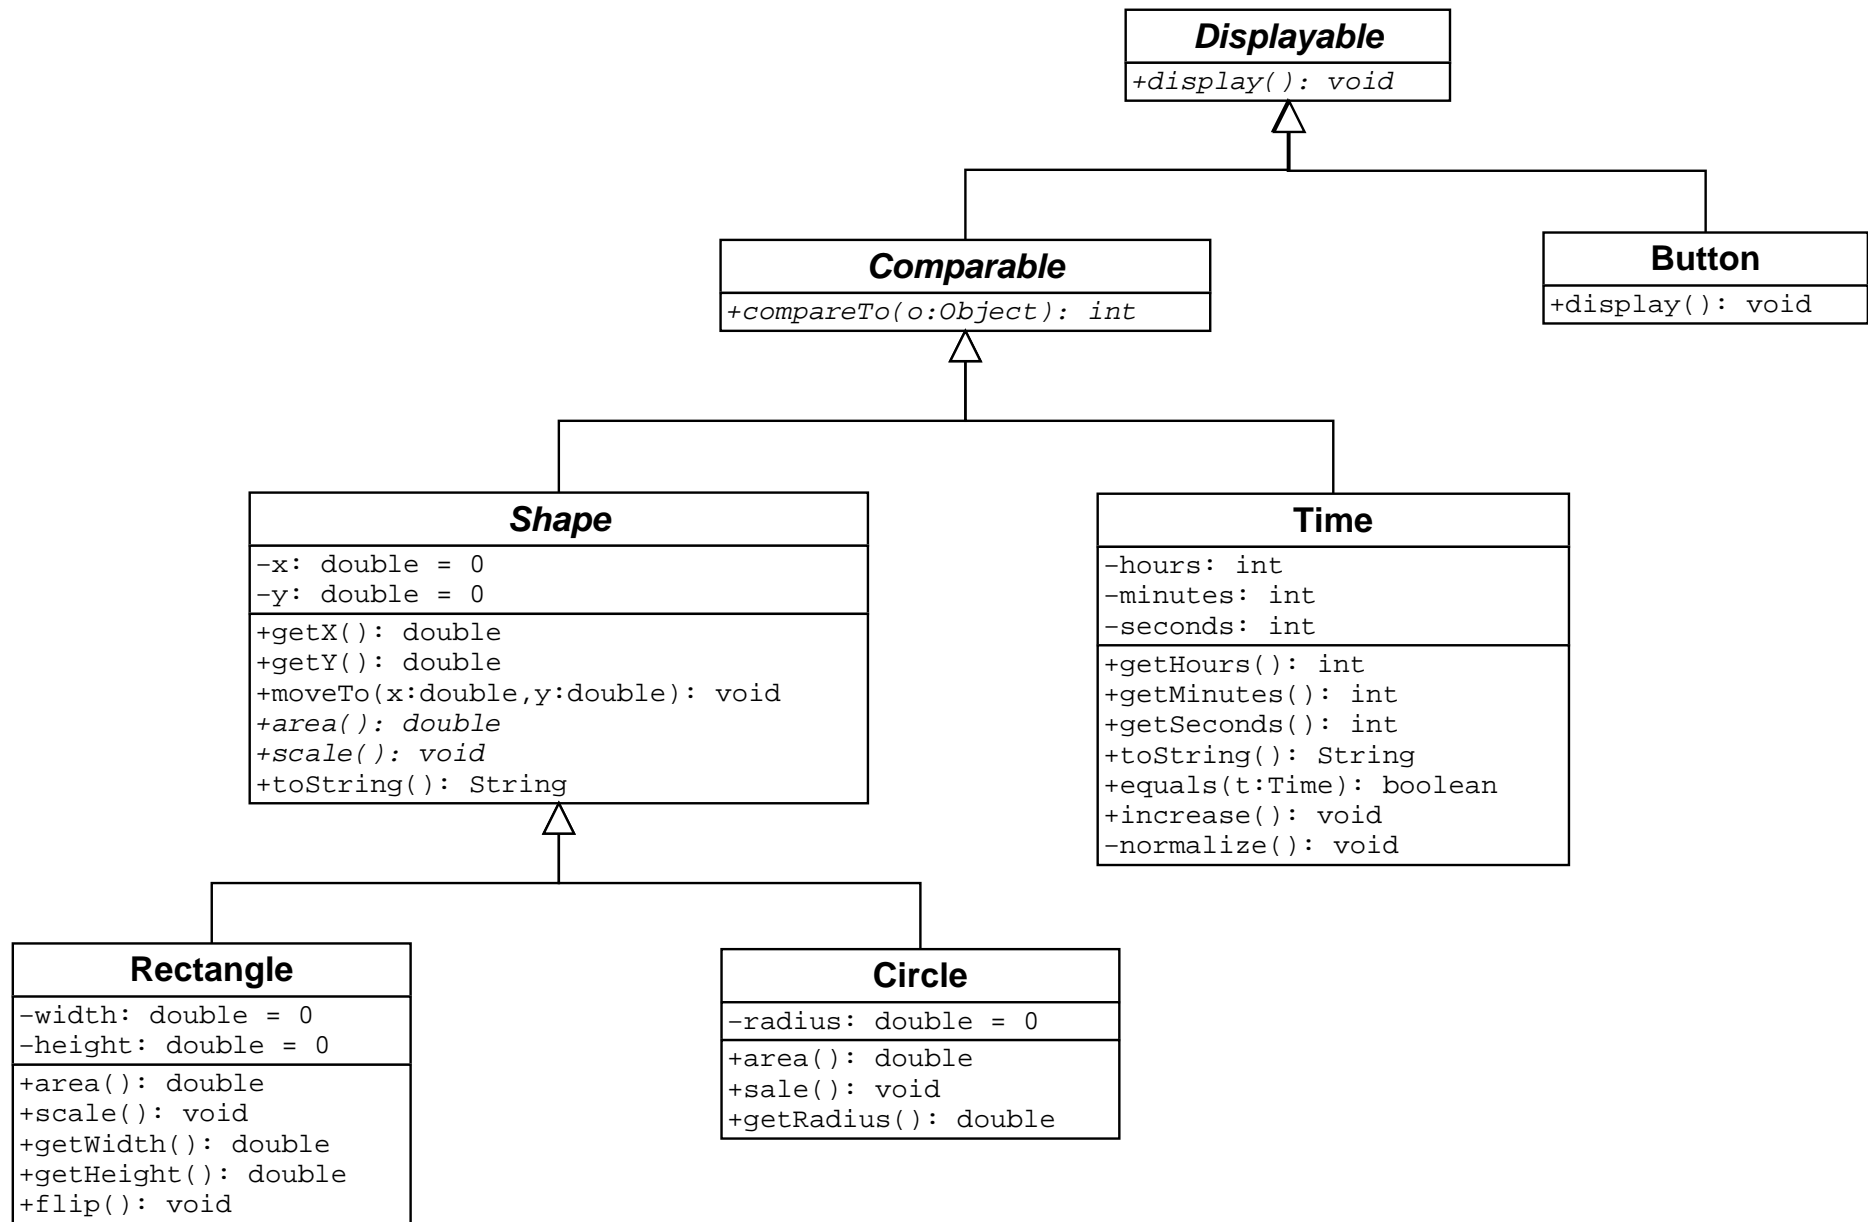 Displayable
+display(): void
Comparable
+compareTo(o:Object): int
Button
+display(): void
Shape
-x: double = 0
-y: double = 0
+getX(): double
+getY(): double
+moveTo(x:double,y:double): void
+area(): double
+scale(): void
+toString(): String
Time
-hours: int
-minutes: int
-seconds: int
+getHours(): int
+getMinutes(): int
+getSeconds(): int
+toString(): String
+equals(t:Time): boolean
+increase(): void
-normalize(): void
Rectangle
-width: double = 0
-height: double = 0
+area(): double
+scale(): void
+getWidth(): double
+getHeight(): double
+flip(): void
Circle
-radius: double = 0
+area(): double
+sale(): void
+getRadius(): double